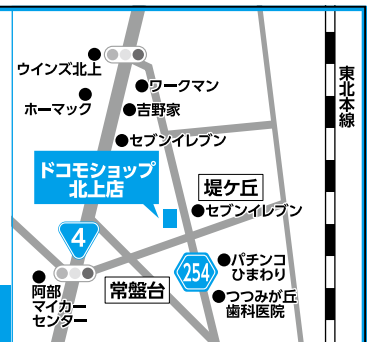 ウインズ北上
ワークマン
ホーマック
吉野家
セブンイレブン
東北本線
ドコモショップ
北上店
堤ケ丘
セブンイレブン
4
254
パチンコ
ひまわり
阿部
マイカー
センター
常盤台
つつみが丘
歯科医院